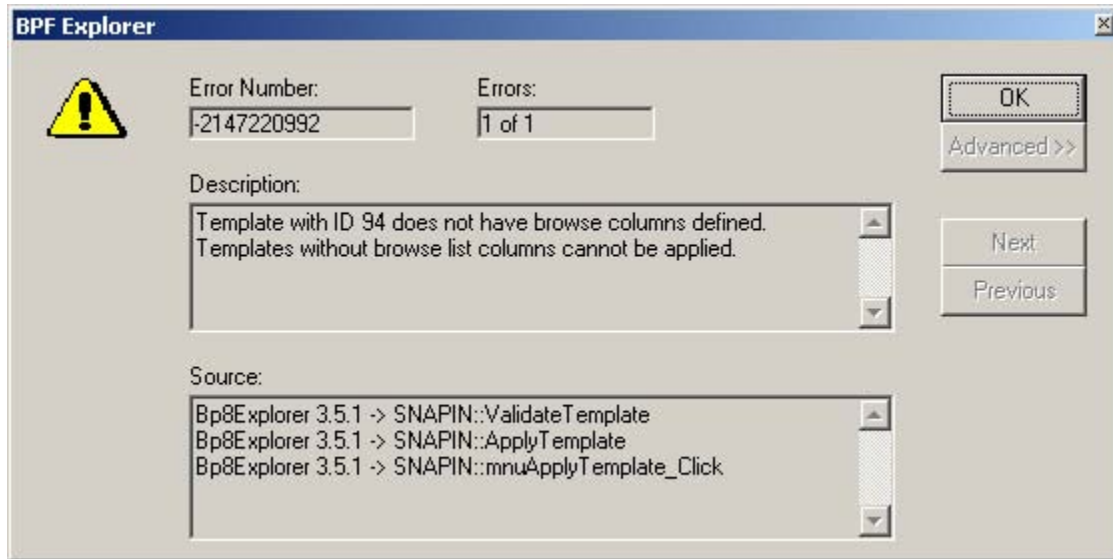 BPF Explorer
Error Number:
-2147220992
Errors:
1 of 1
OK
Advanced >>
Description:
Template with ID 94 does not have browse columns defined.
Templates without browse list columns cannot be applied.
Next
Previous
Source:
Bp8Explorer 3.5.1 -> SNAPIN::ValidateTemplate
Bp8Explorer 3.5.1 -> SNAPIN::ApplyTemplate
Bp8Explorer 3.5.1 -> SNAPIN::mnuApplyTemplate_Click